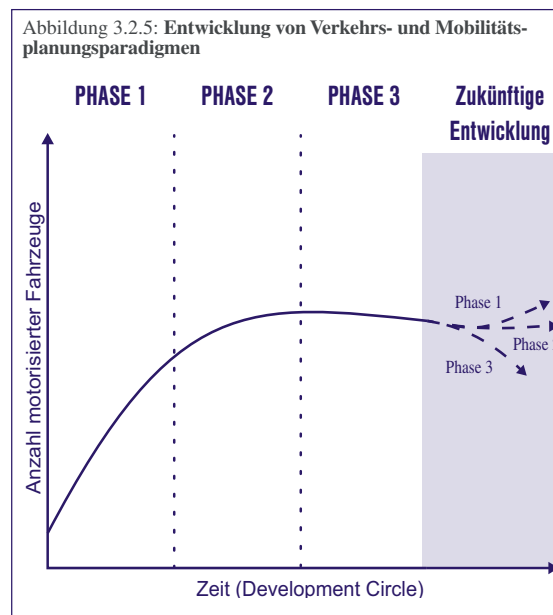 Abbildung 3.2.5: Entwicklung von Verkehrs- und Mobilitäts-
planungsparadigmen
PHASE 1
PHASE 2
PHASE 3
Zukünftige
Entwicklung
Anzahl motorisierter Fahrzeuge
Phase 1
Phase
Phase 3
Zeit (Development Circle)